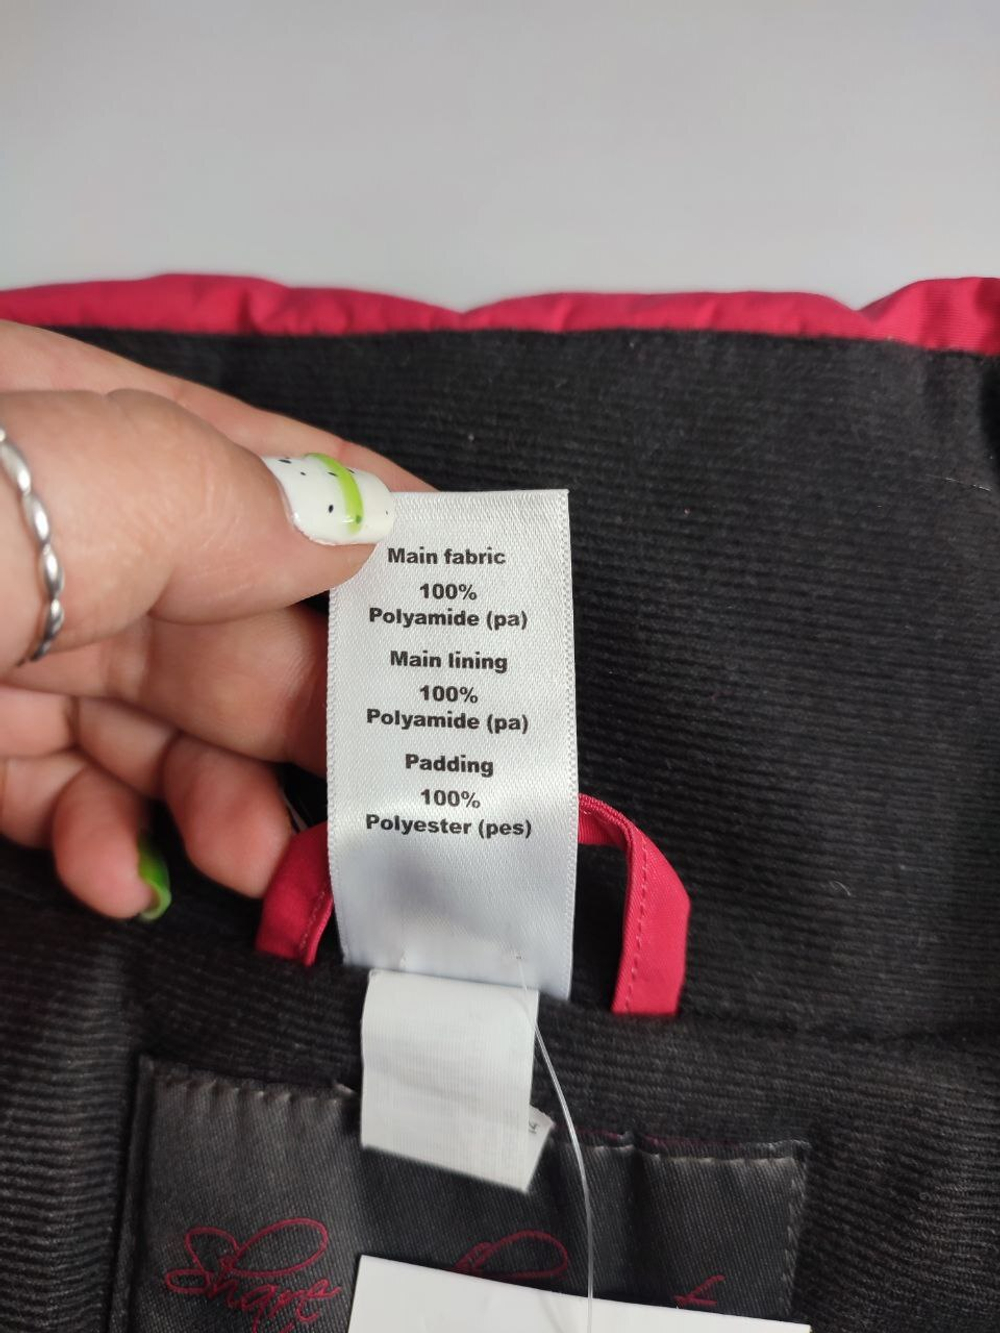 Main fabric
100%
Polyamide (pa)
Main lining
100%
Polyamide (pa)
Padding
100%
Polyester (pes)